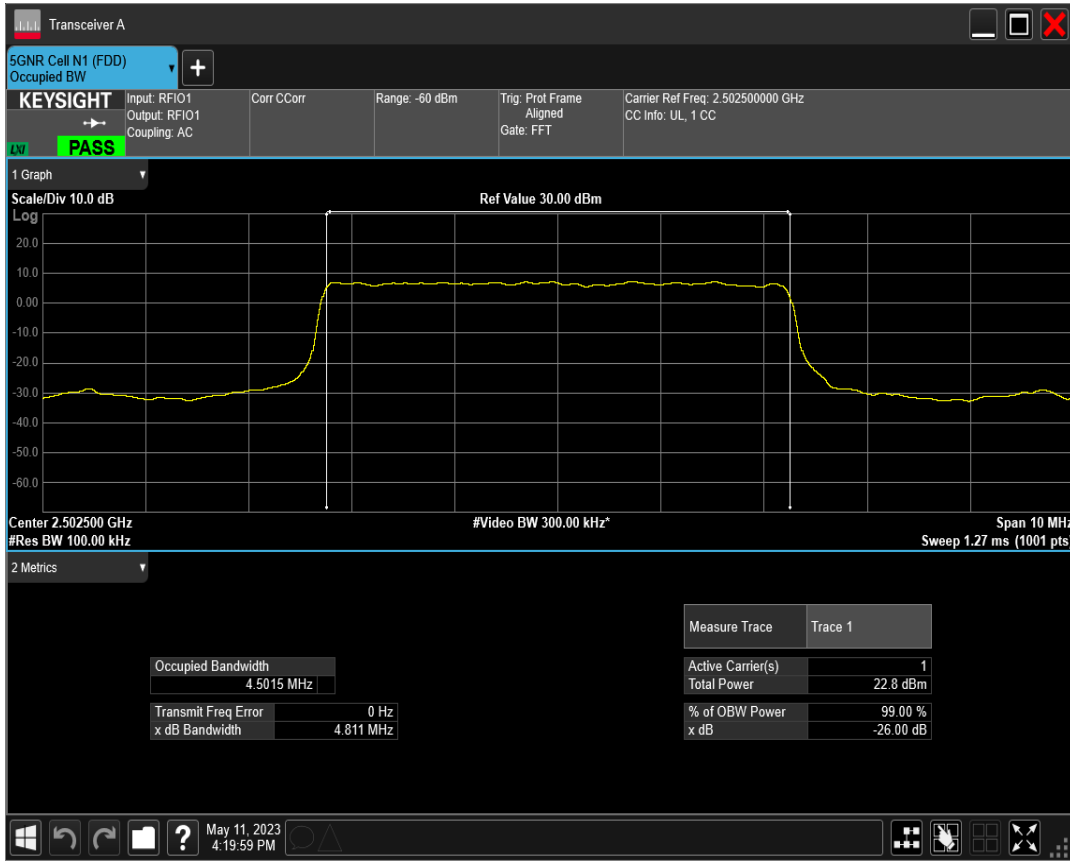 Transceiver A
5GNR Cell N1 (FDD)
Occupied BW
+
KEYSIGHT
LXI
PASS
Input: RFIO1
Output: RFIO1
Coupling: AC
Corr CCorr
Range: -60 dBm
Trig: Prot Frame
Aligned
Gate: FFT
Carrier Ref Freq: 2.502500000 GHz
CC Info: UL, 1 CC
1 Graph
Scale/Div 10.0 dB
Ref Value 30.00 dBm
Log
20.0
10.0
0.00
-10.0
-20.0
-30.0
-40.0
-50.0
-60.0
Center 2.502500 GHz
#Video BW 300.00 kHz*
Span 10 MHz
#Res BW 100.00 kHz
Sweep 1.27 ms (1001 pts)
2 Metrics
Measure Trace Trace 1
Occupied Bandwidth
4.5015 MHz
Active Carrier(s) 1
Total Power 22.8 dBm
Transmit Freq Error 0 Hz
x dB Bandwidth 4.811 MHz
% of OBW Power 99.00 %
x dB -26.00 dB
?
May 11, 2023
4:19:59 PM